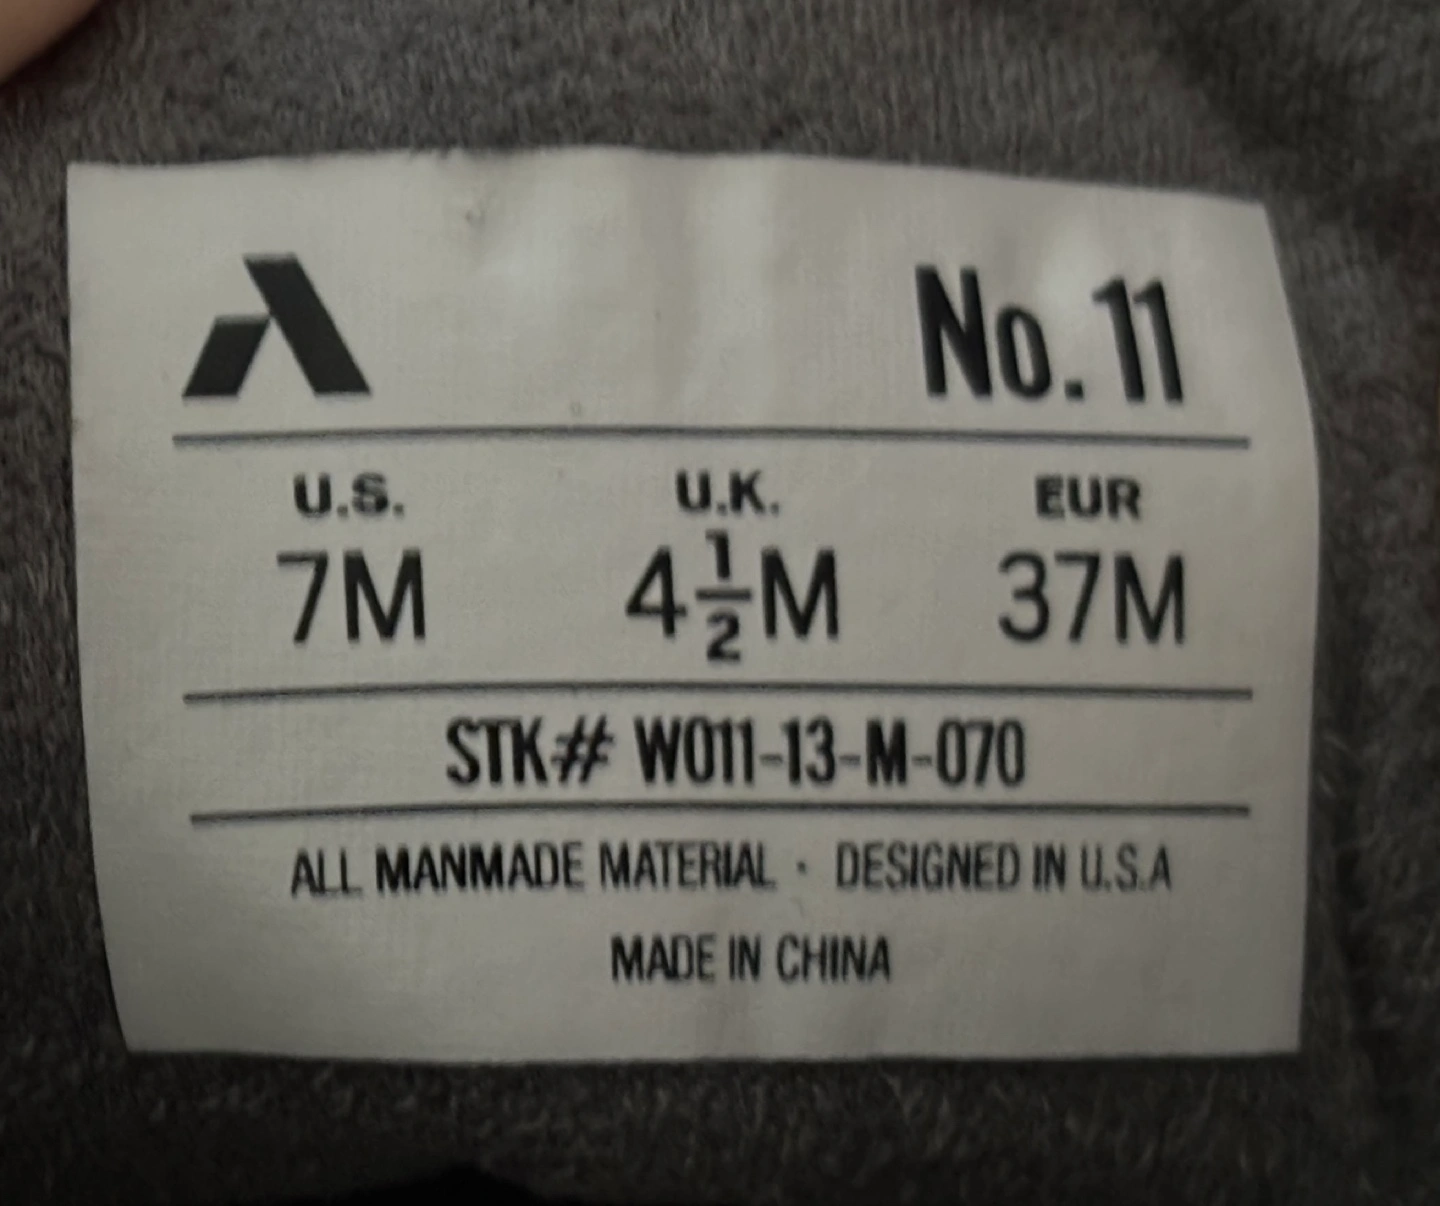 No. 11
U.S. U.K. EUR
7M 4½M 37M
STK# W011-13-M-070
ALL MANMADE MATERIAL · DESIGNED IN U.S.A
MADE IN CHINA